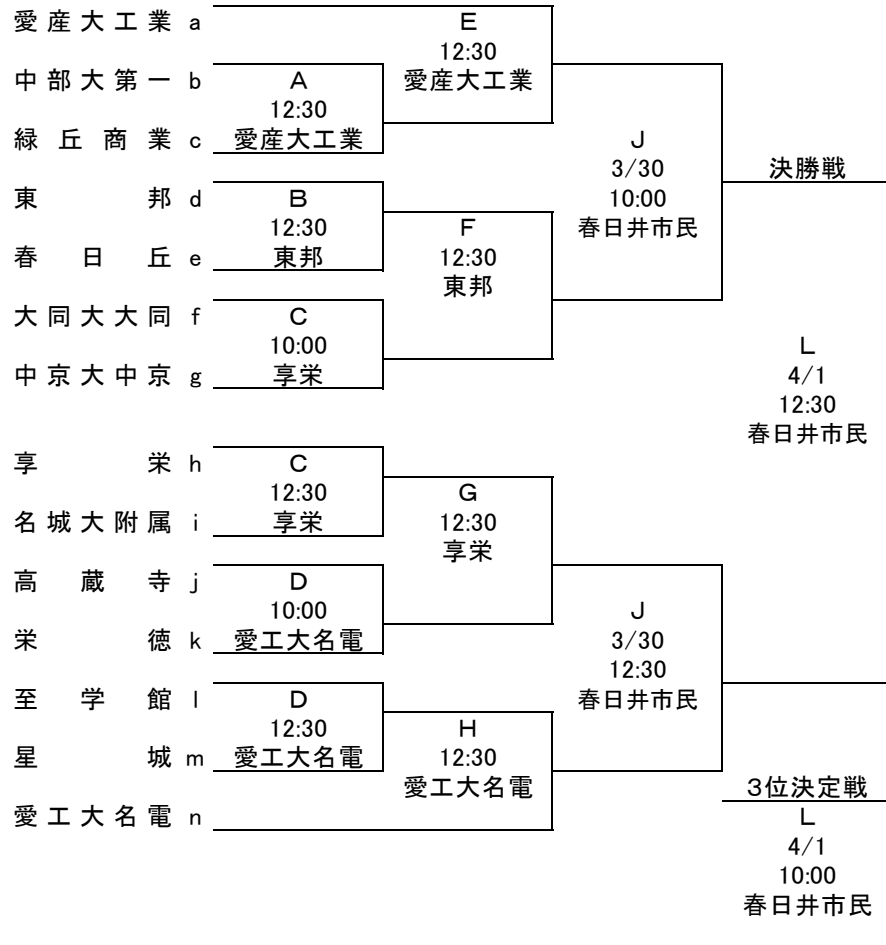 愛産大工業 a
E
12:30
愛産大工業
中部大第一 b
A
12:30
愛産大工業
緑丘商業 c
J
3/30
10:00
春日井市民
決勝戦
東邦 d
B
12:30
東邦
春日丘 e
F
12:30
東邦
大同大大同 f
C
10:00
享栄
中京大中京 g
L
4/1
12:30
春日井市民
享栄 h
C
12:30
享栄
名城大附属 i
G
12:30
享栄
高蔵寺 j
D
10:00
愛工大名電
栄徳 k
J
3/30
12:30
春日井市民
至学館 l
D
12:30
愛工大名電
星城 m
H
12:30
愛工大名電
愛工大名電 n
3位決定戦
L
4/1
10:00
春日井市民